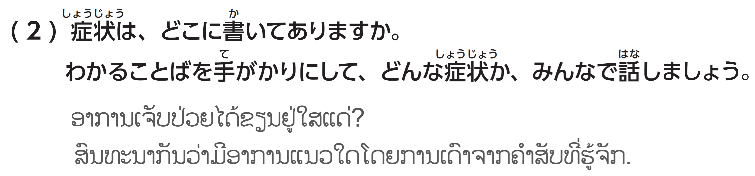 (2)症状は、どこに書いてありますか。
わかることばを手がかりにして、どんな症状か、みんなで話しましょう。
ອາການເຈັບປ່ວຍໄດ້ຂຽນຢູ່ໃສແດ່?
ສົນທະນາກັນວ່າມີອາການແນວໃດໂດຍການເດົາຈາກຄຳສັບທີ່ຮູ້ຈັກ.